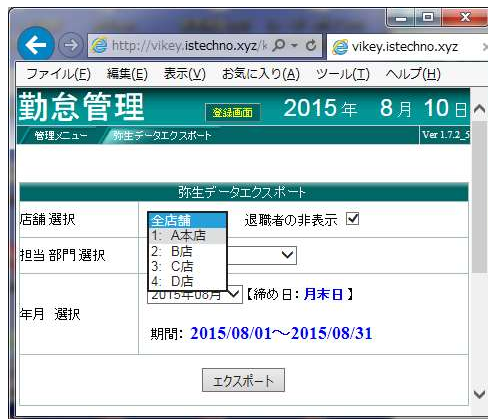 http://vikey.istechno.xyz/k
vikey.istechno.xyz
ファイル(F) 編集(E) 表示(V) お気に入り(A) ツール(T) ヘルプ(H)
勤怠管理 登録画面 2015年 8月 10日
管理メニュー 弥生データエクスポート Ver 1.7.2_5
弥生データエクスポート
店舗選択 全店舗 退職者の非表示
1: A本店
2: B店
3: C店
4: D店
担当部門選択
年月 選択 2015年08月 【締め日:月末日】
期間: 2015/08/01~2015/08/31
エクスポート